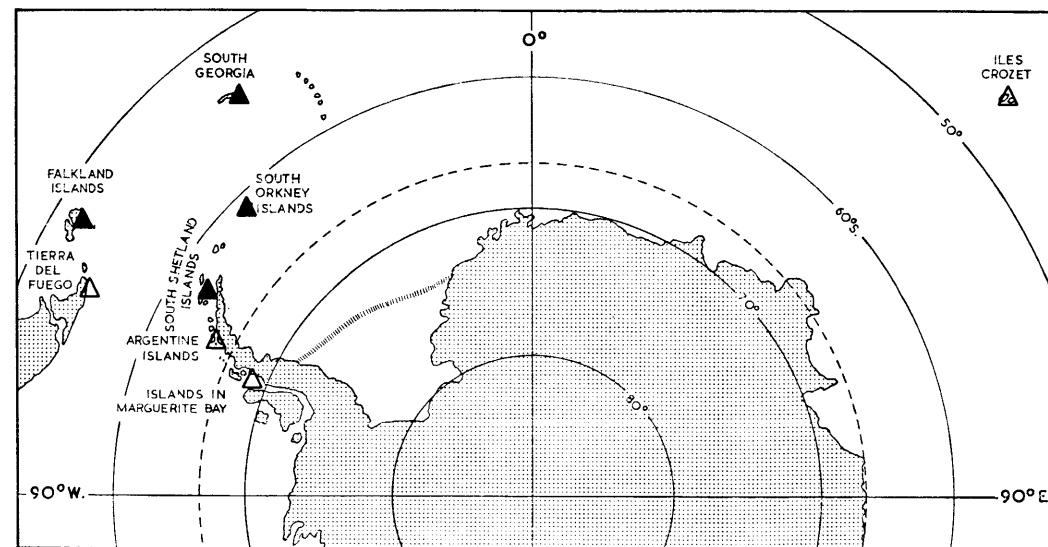 0°
SOUTH
GEORGIA
ILES
CROZET
50°
FALKLAND
ISLANDS
SOUTH
ORKNEY
ISLANDS
60°S.
TIERRA
DEL
FUEGO
SOUTH SHETLAND
ISLANDS
70°
ARGENTINE
ISLANDS
ISLANDS IN
MARGUERITE BAY
80°
90°W.
90°E